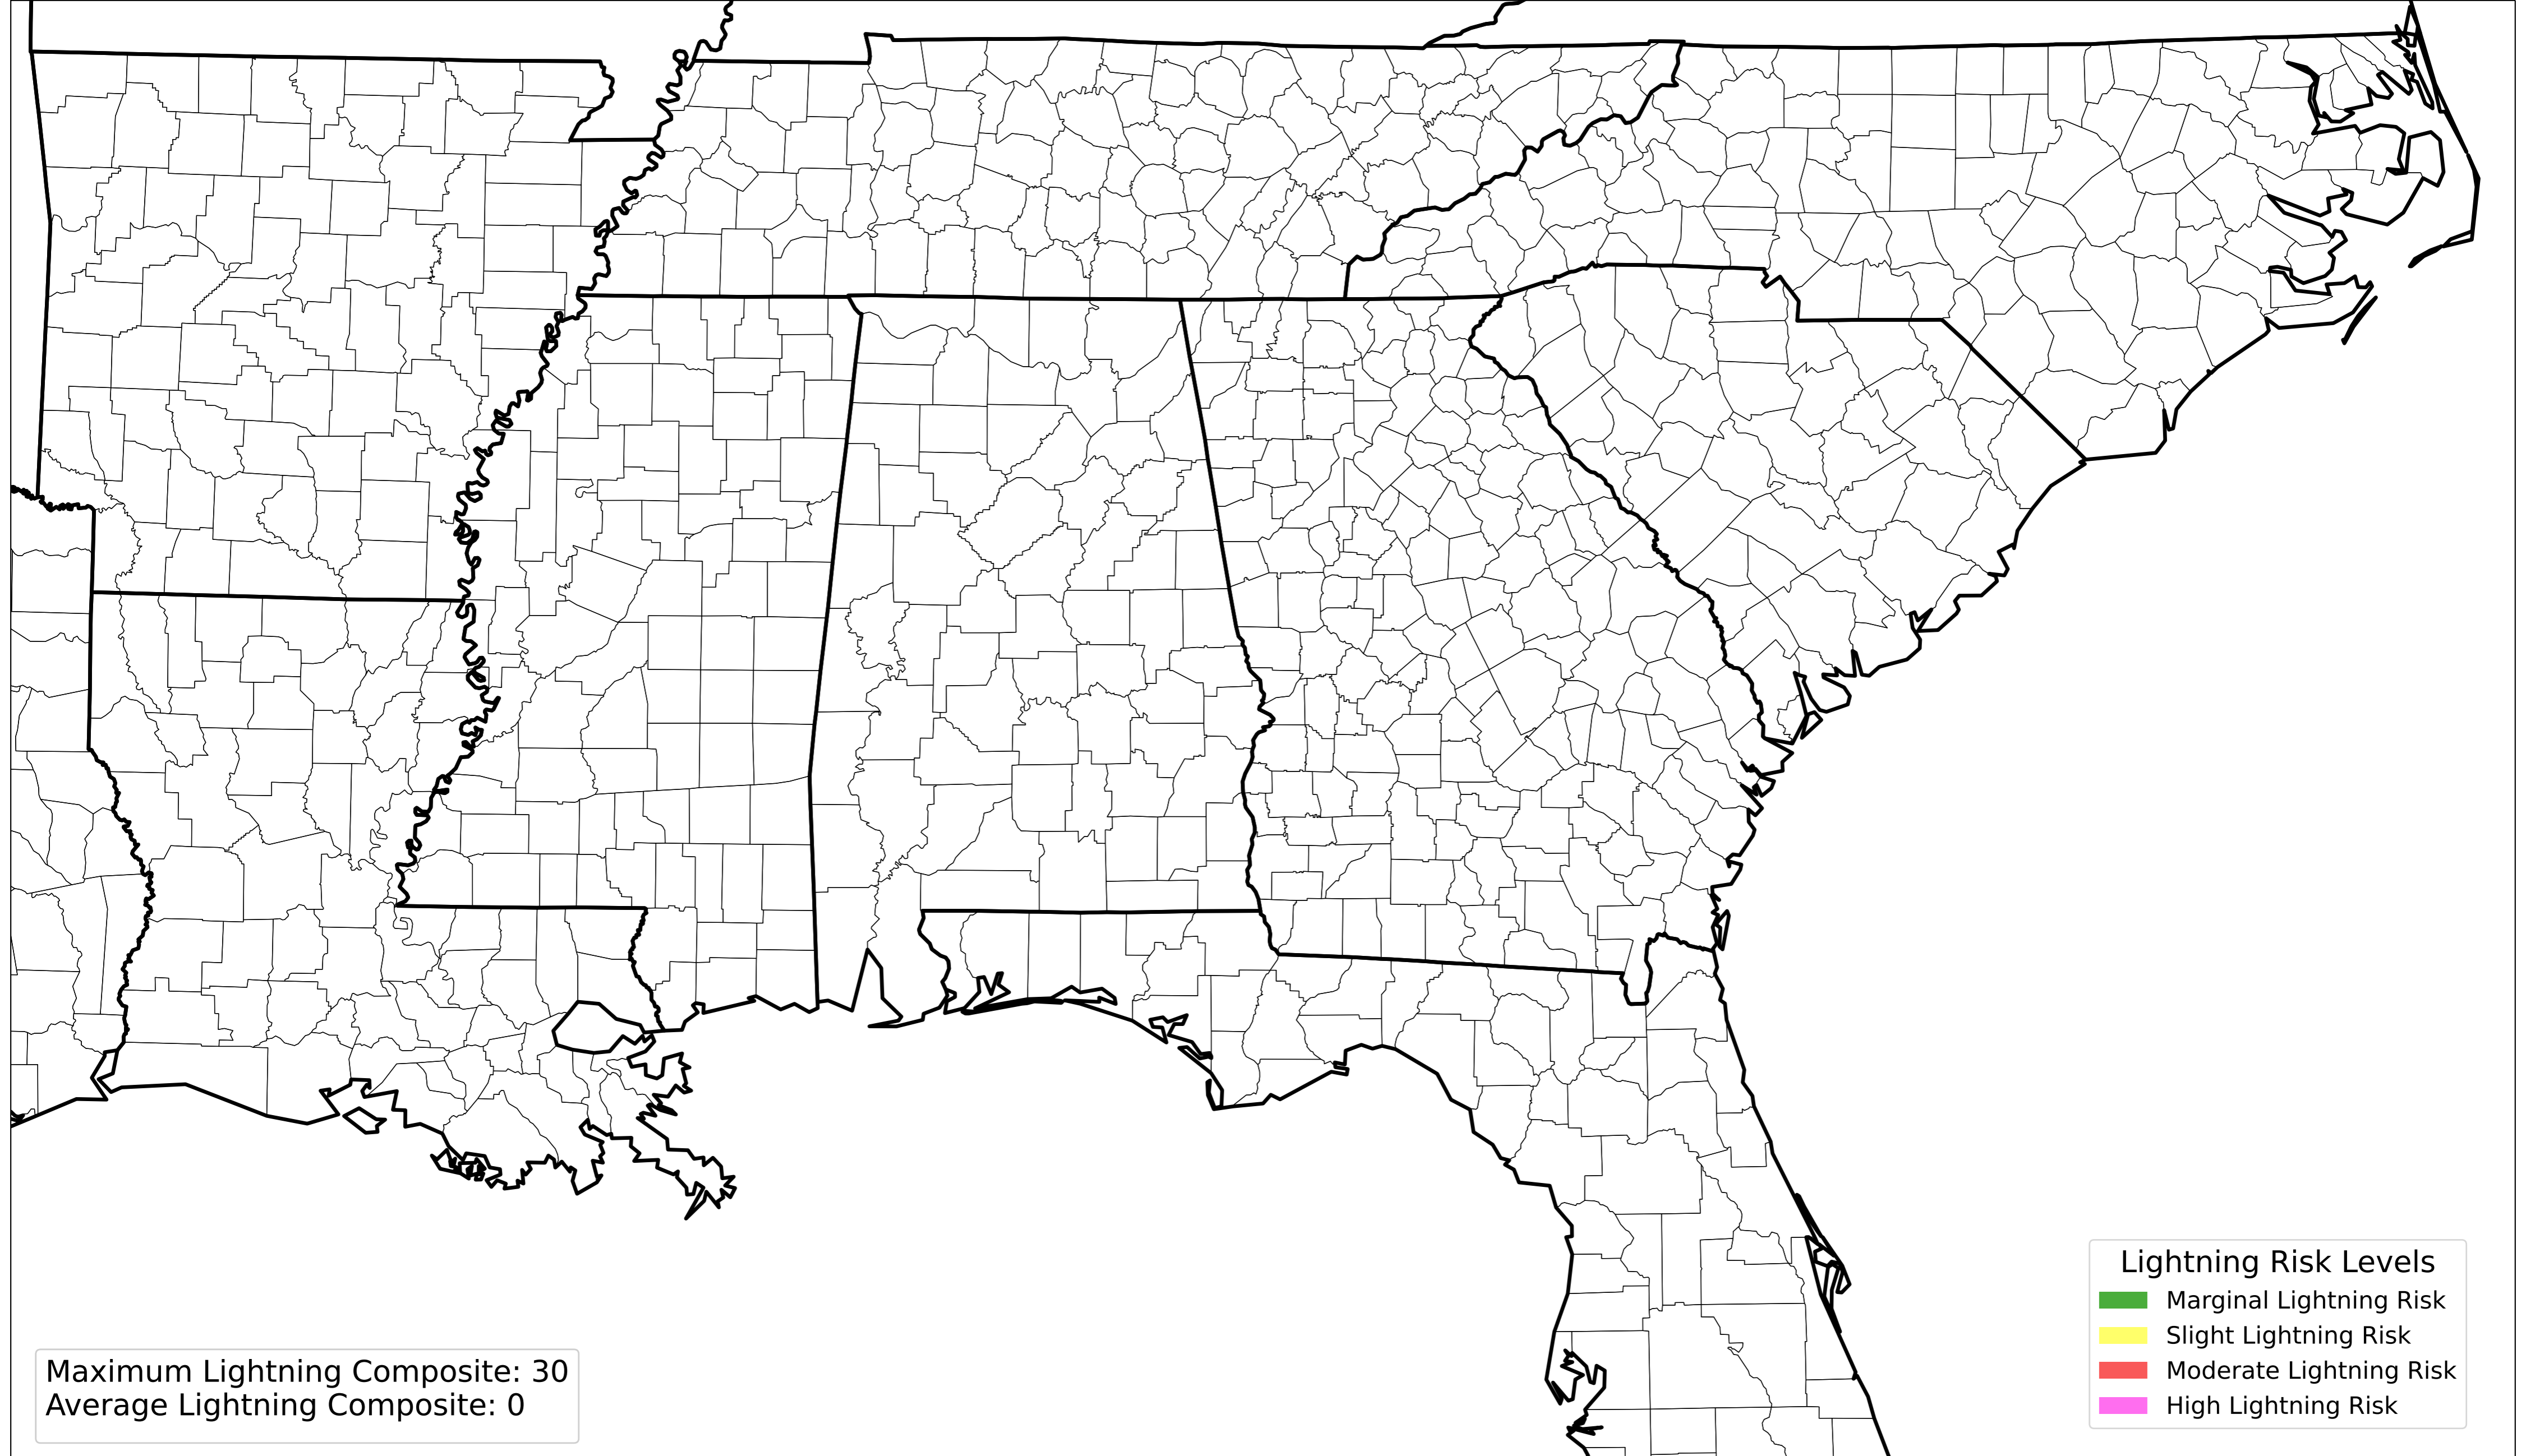 Lightning Risk Levels
Marginal Lightning Risk
Slight Lightning Risk
Moderate Lightning Risk
High Lightning Risk
Maximum Lightning Composite: 30
Average Lightning Composite: 0